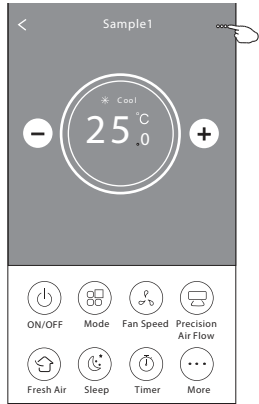 Sample1
Cool
25.0°C
ON/OFF
Mode
Fan Speed
Precision
Air Flow
Fresh Air
Sleep
Timer
More